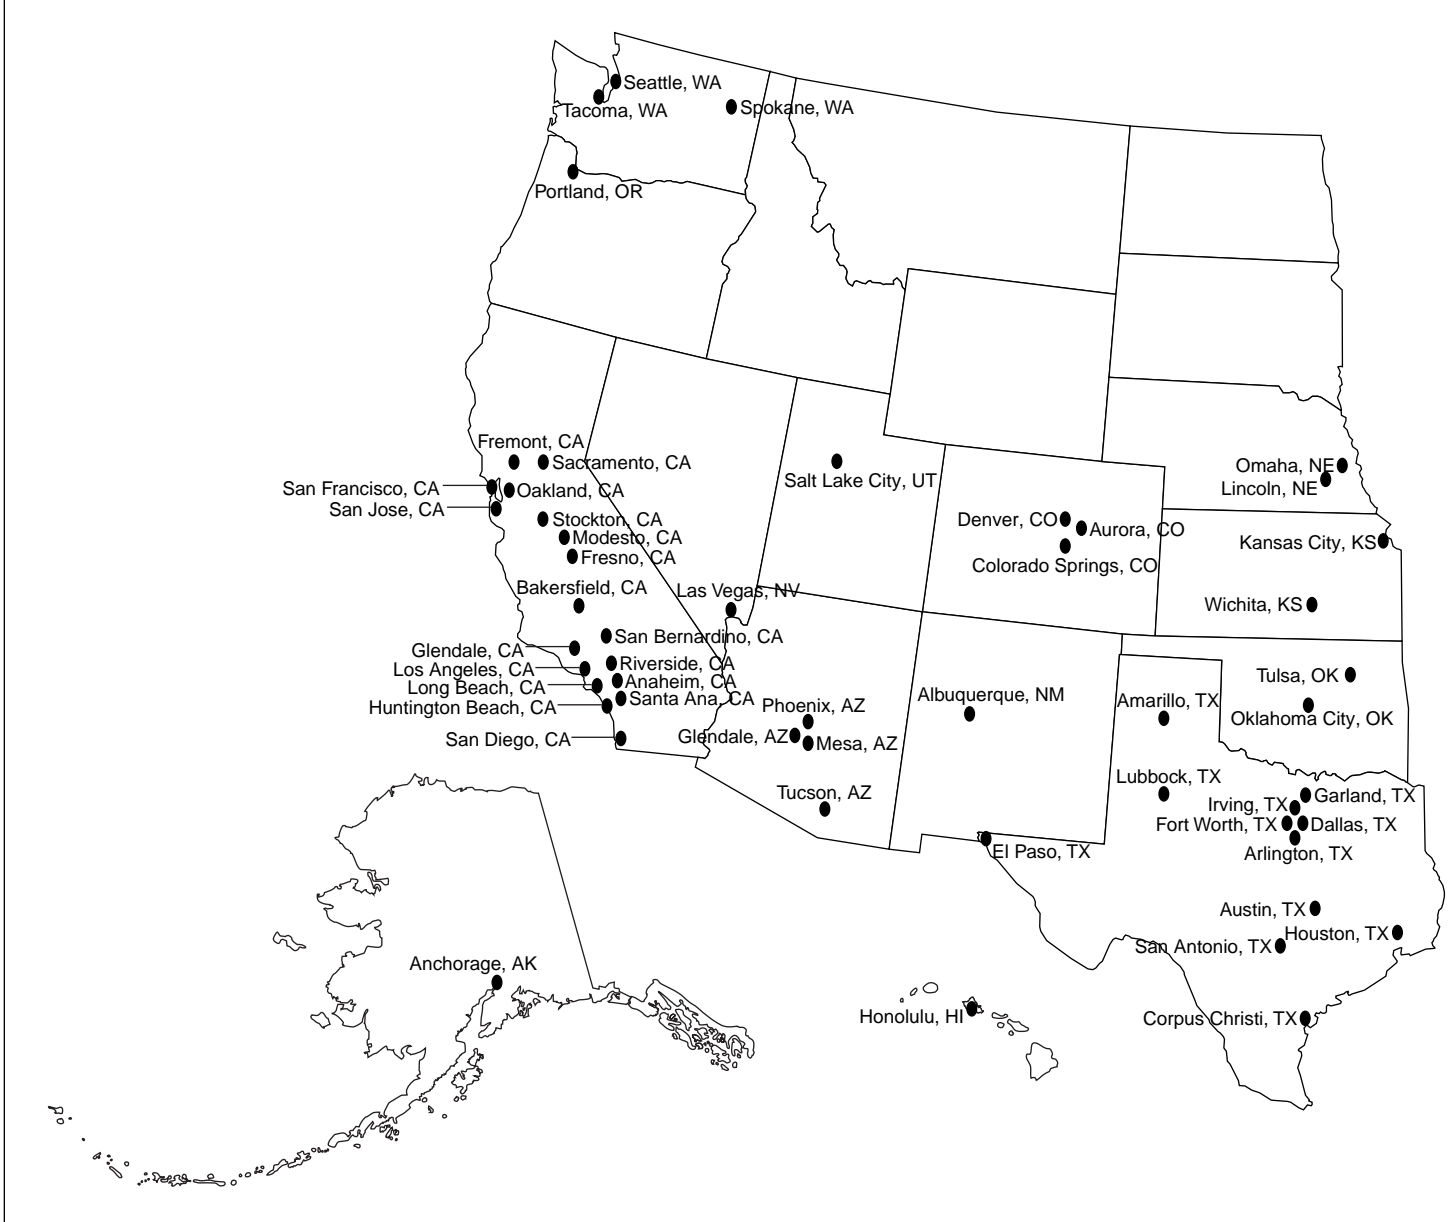 Seattle, WA
Spokane, WA
Tacoma, WA
Portland, OR
Fremont, CA
Sacramento, CA
San Francisco, CA
Oakland, CA
San Jose, CA
Stockton, CA
Modesto, CA
Fresno, CA
Bakersfield, CA
Las Vegas, NV
Salt Lake City, UT
Omaha, NE
Lincoln, NE
Denver, CO
Aurora, CO
Colorado Springs, CO
Kansas City, KS
Wichita, KS
San Bernardino, CA
Glendale, CA
Riverside, CA
Los Angeles, CA
Anaheim, CA
Long Beach, CA
Santa Ana, CA
Huntington Beach, CA
San Diego, CA
Phoenix, AZ
Glendale, AZ
Mesa, AZ
Tucson, AZ
Albuquerque, NM
Tulsa, OK
Oklahoma City, OK
Amarillo, TX
Lubbock, TX
Garland, TX
Irving, TX
Fort Worth, TX
Dallas, TX
Arlington, TX
El Paso, TX
Austin, TX
Houston, TX
San Antonio, TX
Corpus Christi, TX
Anchorage, AK
Honolulu, HI